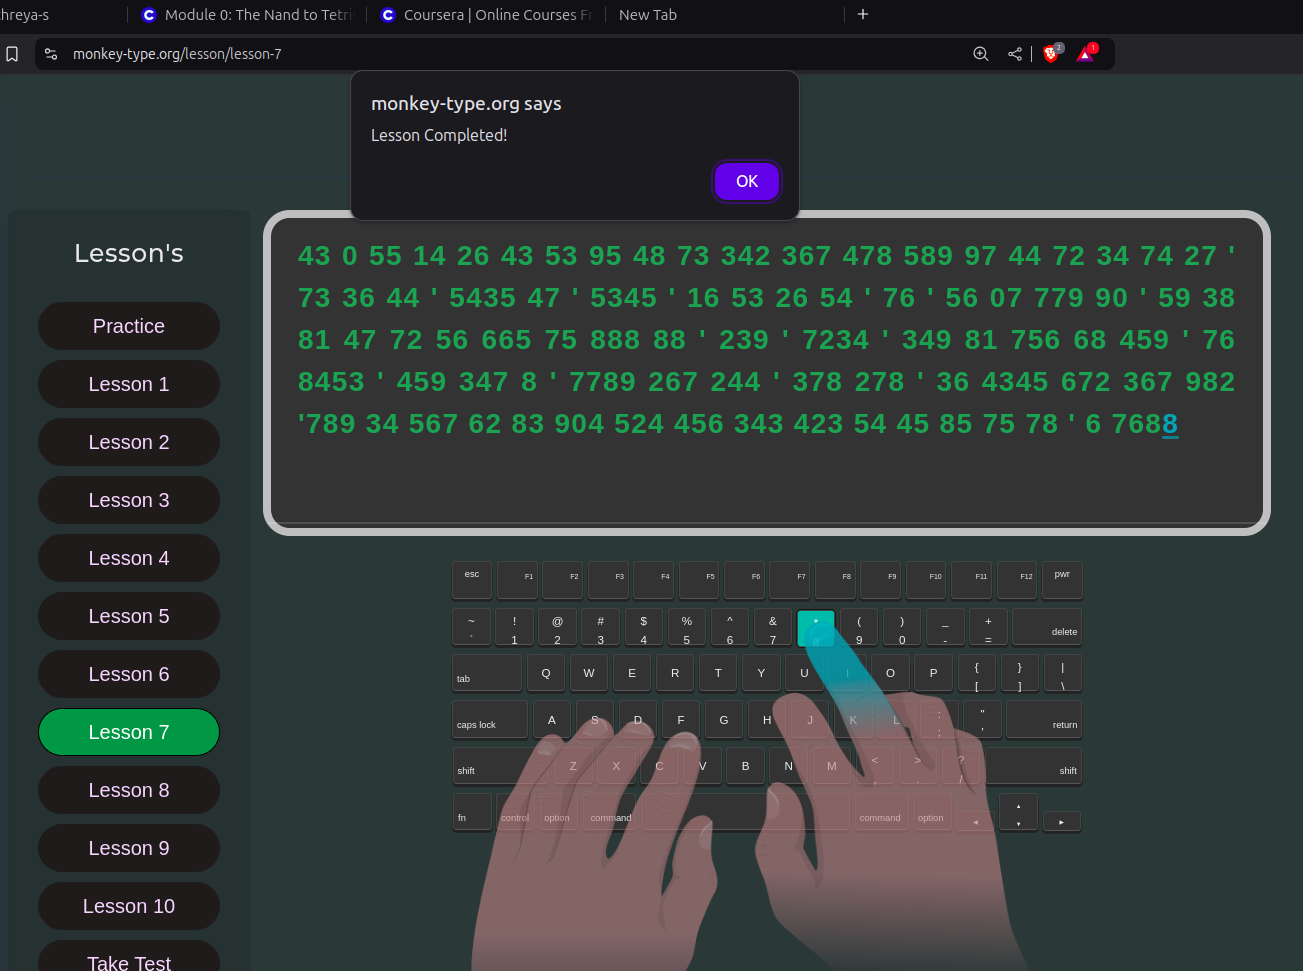 hreya-s
Module 0: The Nand to Tetris
Coursera | Online Courses Fr
New Tab
monkey-type.org/lesson/lesson-7
2
1
monkey-type.org says
Lesson Completed!
OK
Lesson's
Practice
Lesson 1
Lesson 2
Lesson 3
Lesson 4
Lesson 5
Lesson 6
Lesson 7
Lesson 8
Lesson 9
Lesson 10
Take Test
43 0 55 14 26 43 53 95 48 73 342 367 478 589 97 44 72 34 74 27 '
73 36 44 ' 5435 47 ' 5345 ' 16 53 26 54 ' 76 ' 56 07 779 90 ' 59 38
81 47 72 56 665 75 888 88 ' 239 ' 7234 ' 349 81 756 68 459 ' 76
8453 ' 459 347 8 ' 7789 267 244 ' 378 278 ' 36 4345 672 367 982
'789 34 567 62 83 904 524 456 343 423 54 45 85 75 78 ' 6 7688
esc F1 F2 F3 F4 F5 F6 F7 F8 F9 F10 F11 F12 pwr
~ ! @ # $ % ^ & * ( ) _ +
` 1 2 3 4 5 6 7 8 9 0 - = delete
tab Q W E R T Y U I O P { } |
[ ] \
caps lock A S D F G H J K L : " return
; '
shift Z X C V B N M < > ? shift
, . /
fn control option command command option